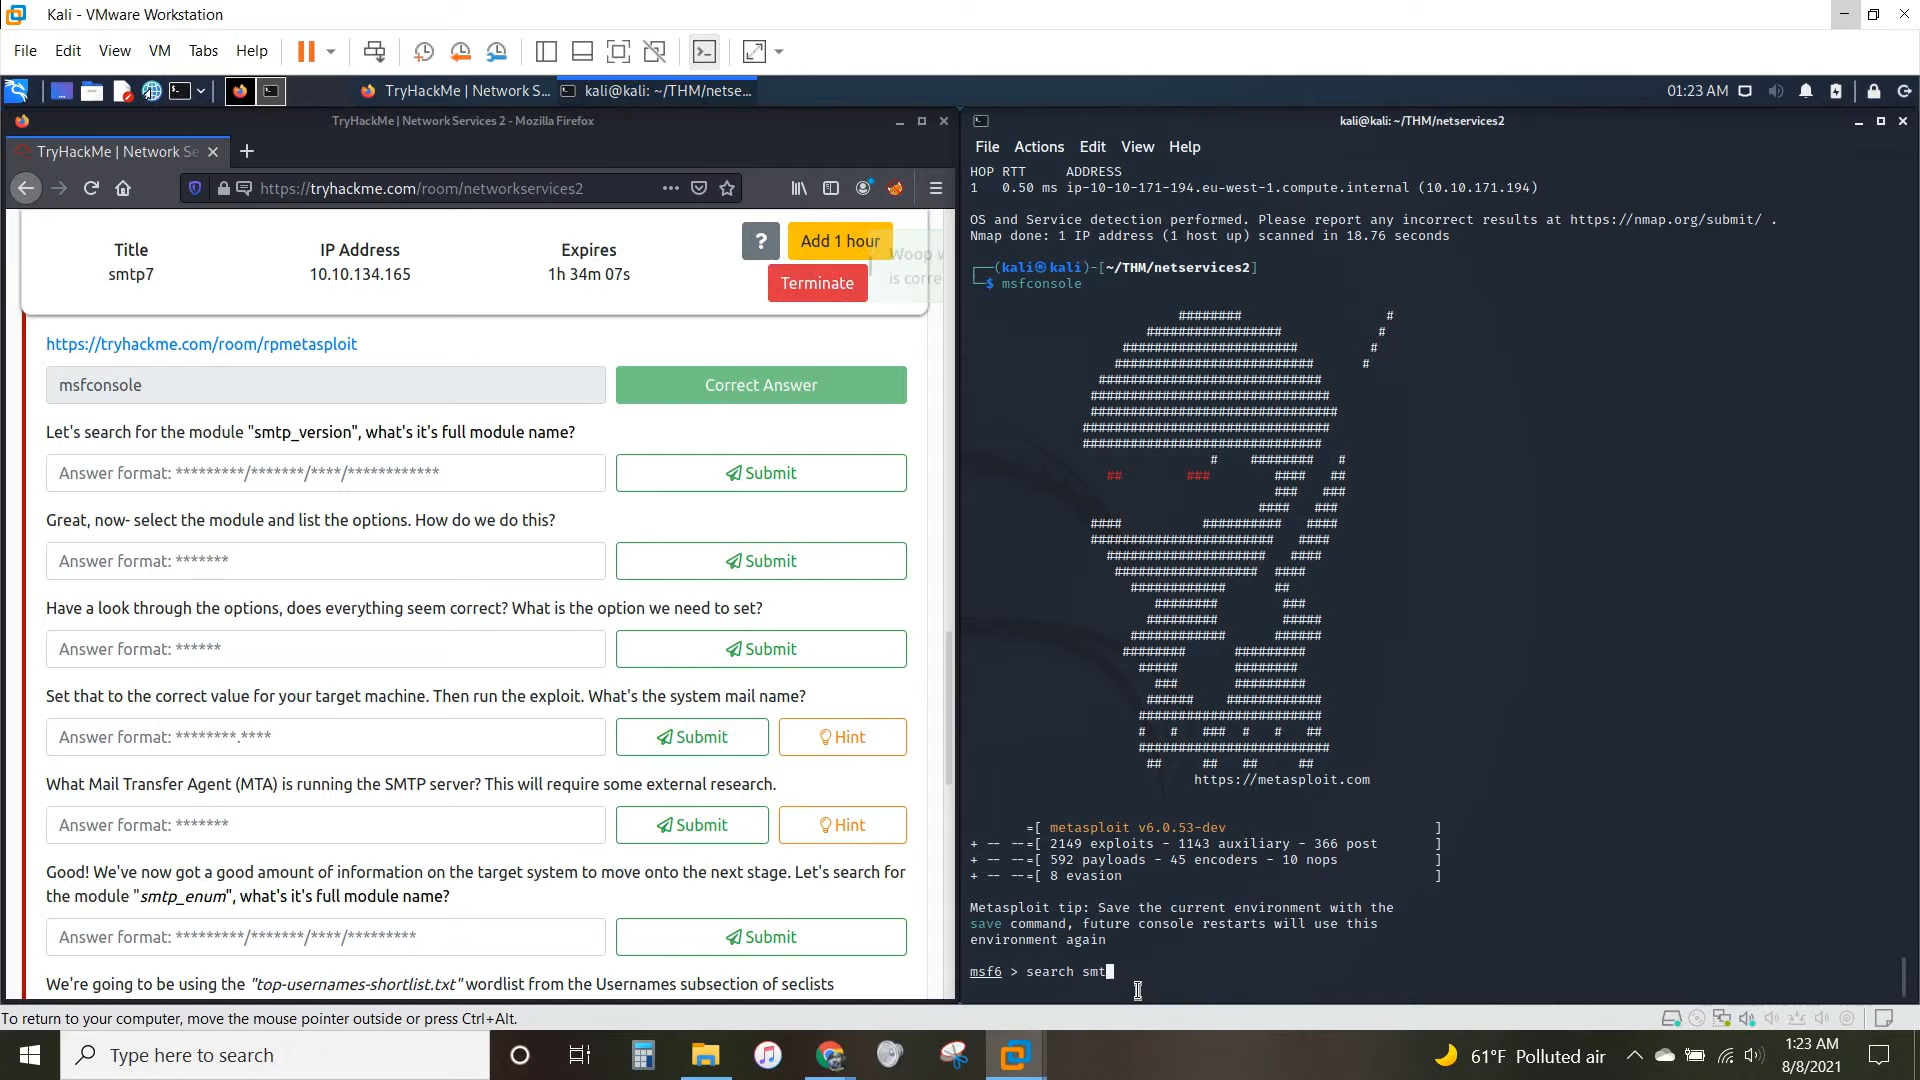 Kali - VMware Workstation
File Edit View VM Tabs Help
TryHackMe | Network S... kali@kali: ~/THM/netse... 01:23 AM
TryHackMe | Network Services 2 - Mozilla Firefox
TryHackMe | Network Se
https://tryhackme.com/room/networkservices2
Title IP Address Expires
smtp7 10.10.134.165 1h 34m 07s
? Add 1 hour
Terminate
Woop
is corre
https://tryhackme.com/room/rpmetasploit
msfconsole Correct Answer
Let's search for the module "smtp_version", what's it's full module name?
Answer format: *********/*******/****/************ Submit
Great, now- select the module and list the options. How do we do this?
Answer format: ******* Submit
Have a look through the options, does everything seem correct? What is the option we need to set?
Answer format: ****** Submit
Set that to the correct value for your target machine. Then run the exploit. What's the system mail name?
Answer format: ********.**** Submit Hint
What Mail Transfer Agent (MTA) is running the SMTP server? This will require some external research.
Answer format: ******* Submit Hint
Good! We've now got a good amount of information on the target system to move onto the next stage. Let's search for
the module "smtp_enum", what's it's full module name?
Answer format: *********/*******/****/********* Submit
We're going to be using the "top-usernames-shortlist.txt" wordlist from the Usernames subsection of seclists
kali@kali: ~/THM/netservices2
File Actions Edit View Help
HOP RTT ADDRESS
1 0.50 ms ip-10-10-171-194.eu-west-1.compute.internal (10.10.171.194)
OS and Service detection performed. Please report any incorrect results at https://nmap.org/submit/ .
Nmap done: 1 IP address (1 host up) scanned in 18.76 seconds
(kali㉿kali)-[~/THM/netservices2]
$ msfconsole
https://metasploit.com
=[ metasploit v6.0.53-dev ]
+ -- --=[ 2149 exploits - 1143 auxiliary - 366 post ]
+ -- --=[ 592 payloads - 45 encoders - 10 nops ]
+ -- --=[ 8 evasion ]
Metasploit tip: Save the current environment with the
save command, future console restarts will use this
environment again
msf6 > search smt
To return to your computer, move the mouse pointer outside or press Ctrl+Alt.
Type here to search
61°F Polluted air
1:23 AM
8/8/2021